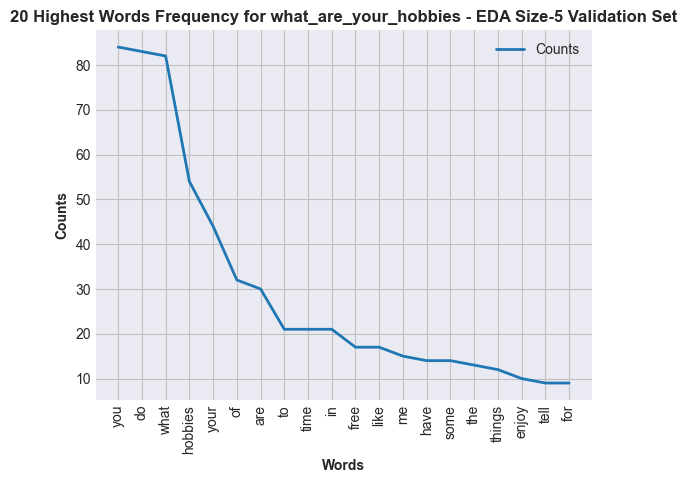 20 Highest Words Frequency for what_are_your_hobbies - EDA Size-5 Validation Set
Counts
80
70
60
50
40
30
20
10
Counts
you
do
what
hobbies
your
of
are
to
time
in
free
like
me
have
some
the
things
enjoy
tell
for
Words